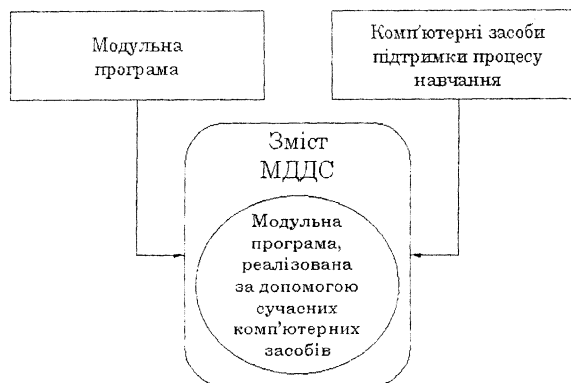 Модульна
програма
Комп'ютерні засоби
підтримки процесу
навчання
Зміст
МДДС
Модульна
програма,
реалізована
за допомогою
сучасних
комп'ютерних
засобів